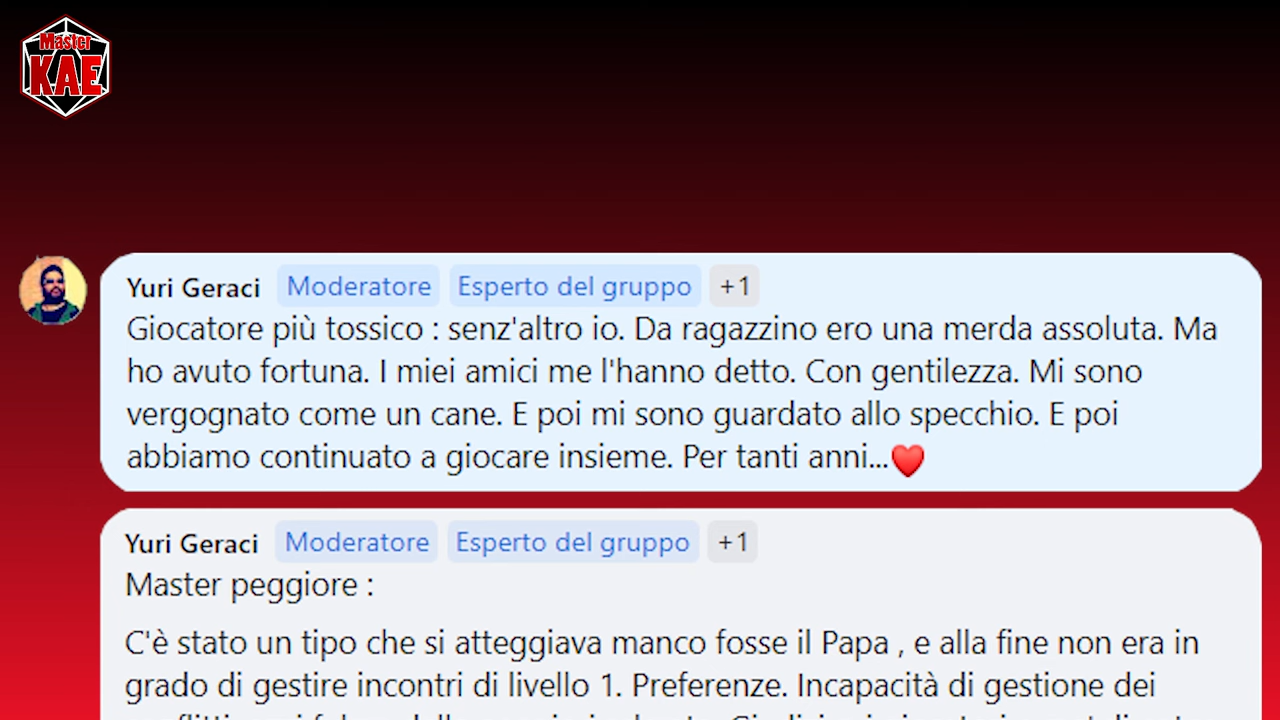 Master
KAE
Yuri Geraci Moderatore Esperto del gruppo +1
Giocatore più tossico : senz'altro io. Da ragazzino ero una merda assoluta. Ma
ho avuto fortuna. I miei amici me l'hanno detto. Con gentilezza. Mi sono
vergognato come un cane. E poi mi sono guardato allo specchio. E poi
abbiamo continuato a giocare insieme. Per tanti anni...❤️
Yuri Geraci Moderatore Esperto del gruppo +1
Master peggiore :
C'è stato un tipo che si atteggiava manco fosse il Papa , e alla fine non era in
grado di gestire incontri di livello 1. Preferenze. Incapacità di gestione dei